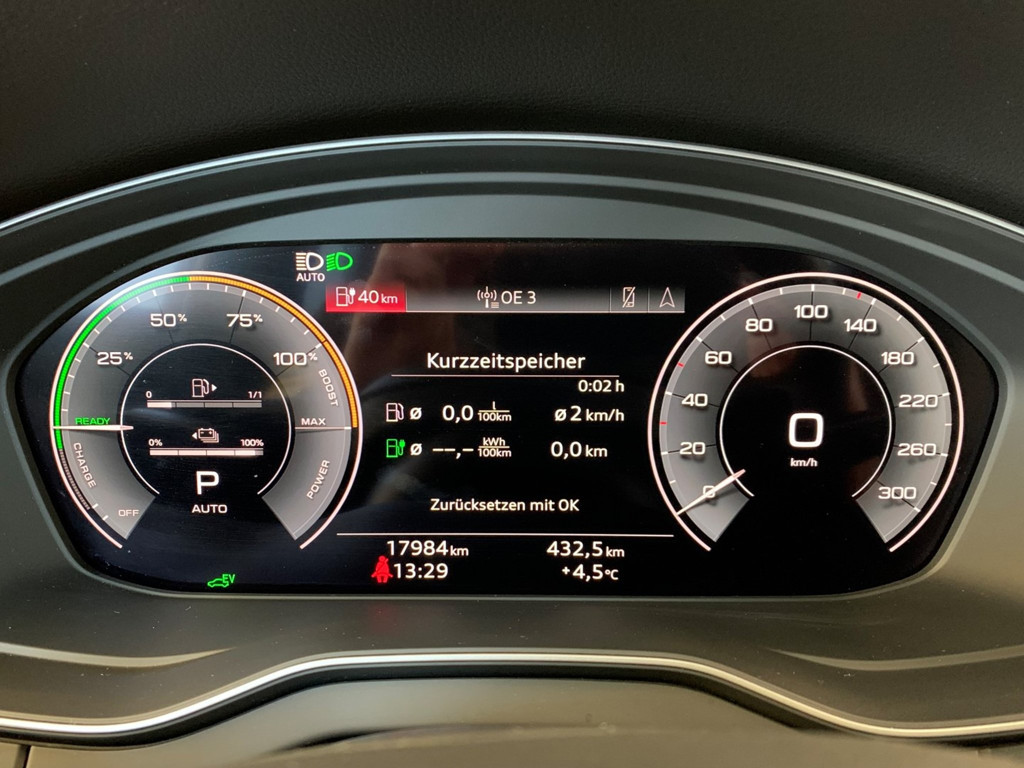 AUTO
40 km
OE 3
50%
75%
25%
100%
BOOST
READY
MAX
CHARGE
POWER
OFF
0
1/1
0%
100%
P
AUTO
EV
Kurzzeitspeicher
0:02 h
ø 0,0 l/100km
ø 2 km/h
ø --,- kWh/100km
0,0 km
Zurücksetzen mit OK
17984 km
432,5 km
13:29
+4,5 °C
0
20
40
60
80
100
140
180
220
260
300
0
km/h